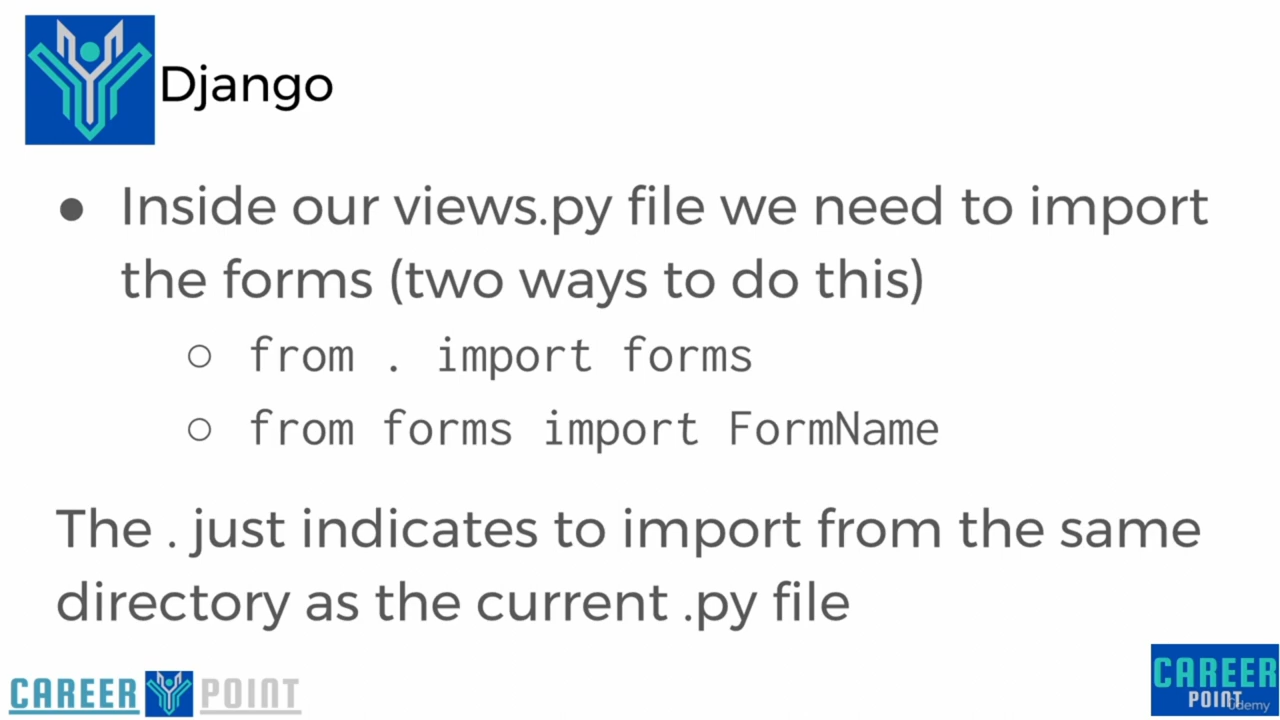 Django
● Inside our views.py file we need to import
the forms (two ways to do this)
○ from . import forms
○ from forms import FormName
The . just indicates to import from the same
directory as the current .py file
CAREER POINT
CAREER
POINT
udemy